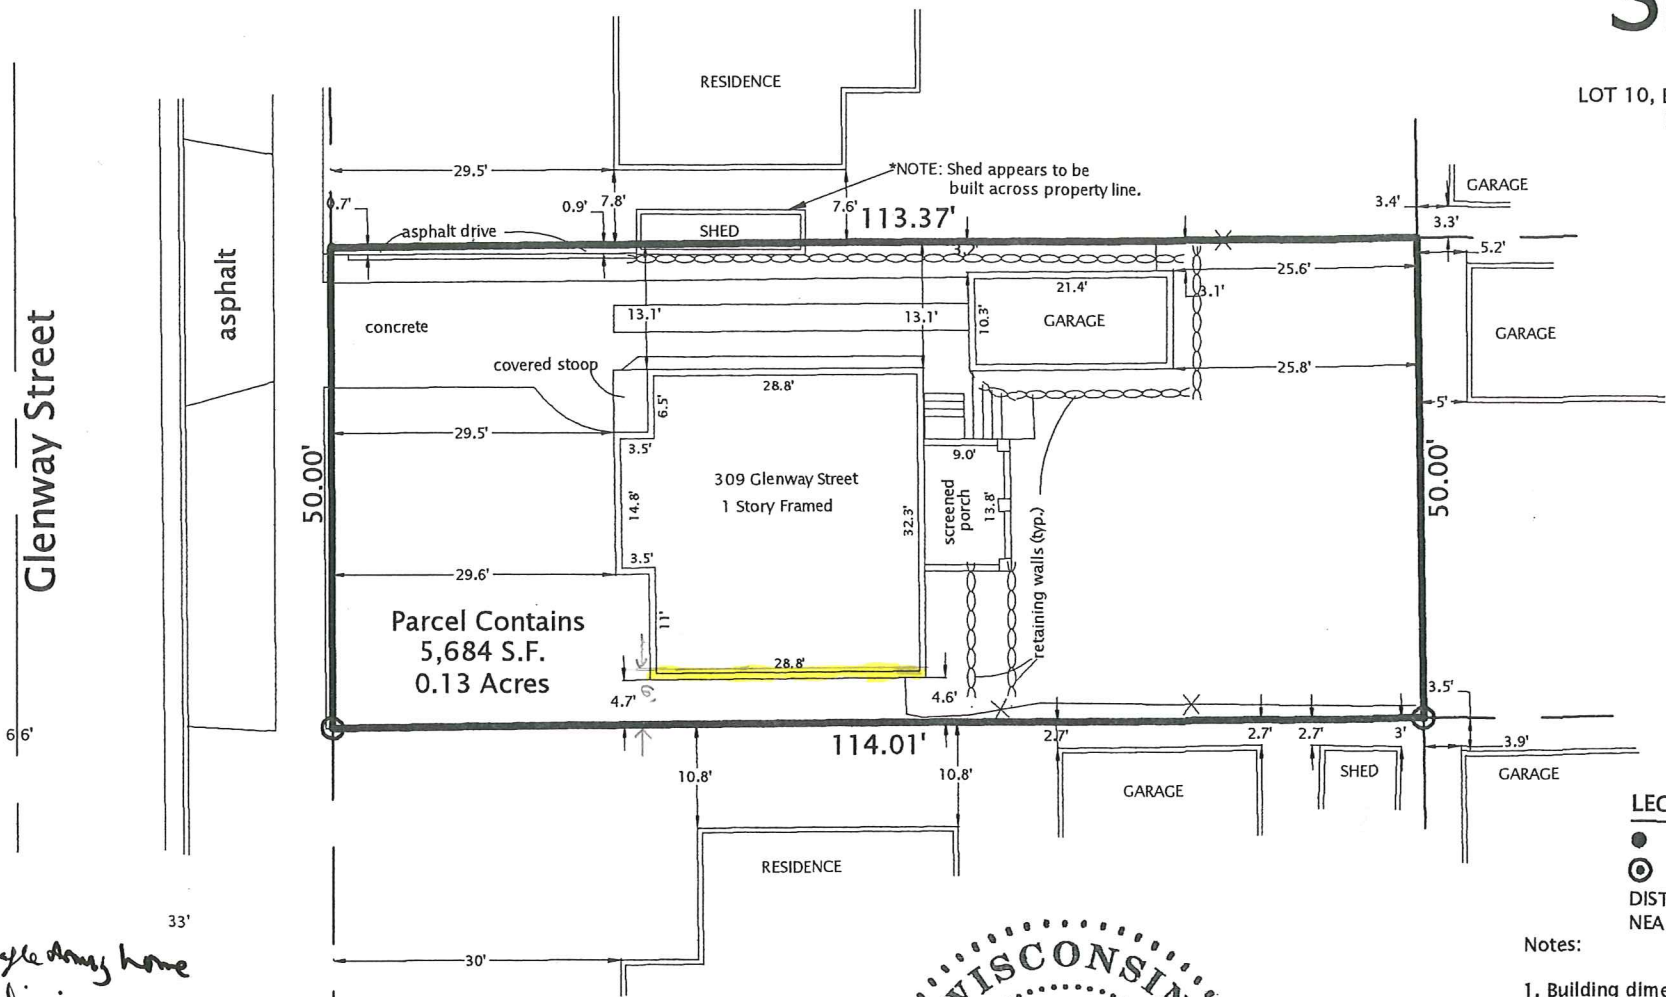 S
RESIDENCE
LOT 10,
29.5'
*NOTE: Shed appears to be
built across property line.
GARAGE
0.7'
0.9'
7.8'
7.6'
113.37'
3.4'
3.3'
asphalt drive
SHED
3.2'
5.2'
25.6'
21.4'
3.1'
asphalt
concrete
13.1'
13.1'
10.3'
GARAGE
GARAGE
covered stoop
25.8'
28.8'
6.5'
5'
29.5'
3.5'
9.0'
Glenway Street
50.00'
309 Glenway Street
1 Story Framed
14.8'
32.3'
screened
porch
13.8'
50.00'
retaining walls (typ.)
3.5'
29.6'
Parcel Contains
5,684 S.F.
0.13 Acres
11'
28.8'
4.7'
4.6'
3.5'
66'
114.01'
2.7'
2.7'
2.7'
3'
3.9'
10.8'
10.8'
GARAGE
SHED
GARAGE
RESIDENCE
LEG
DIST
NEA
33'
home
30'
WISCONSIN
Notes:
1. Building dime